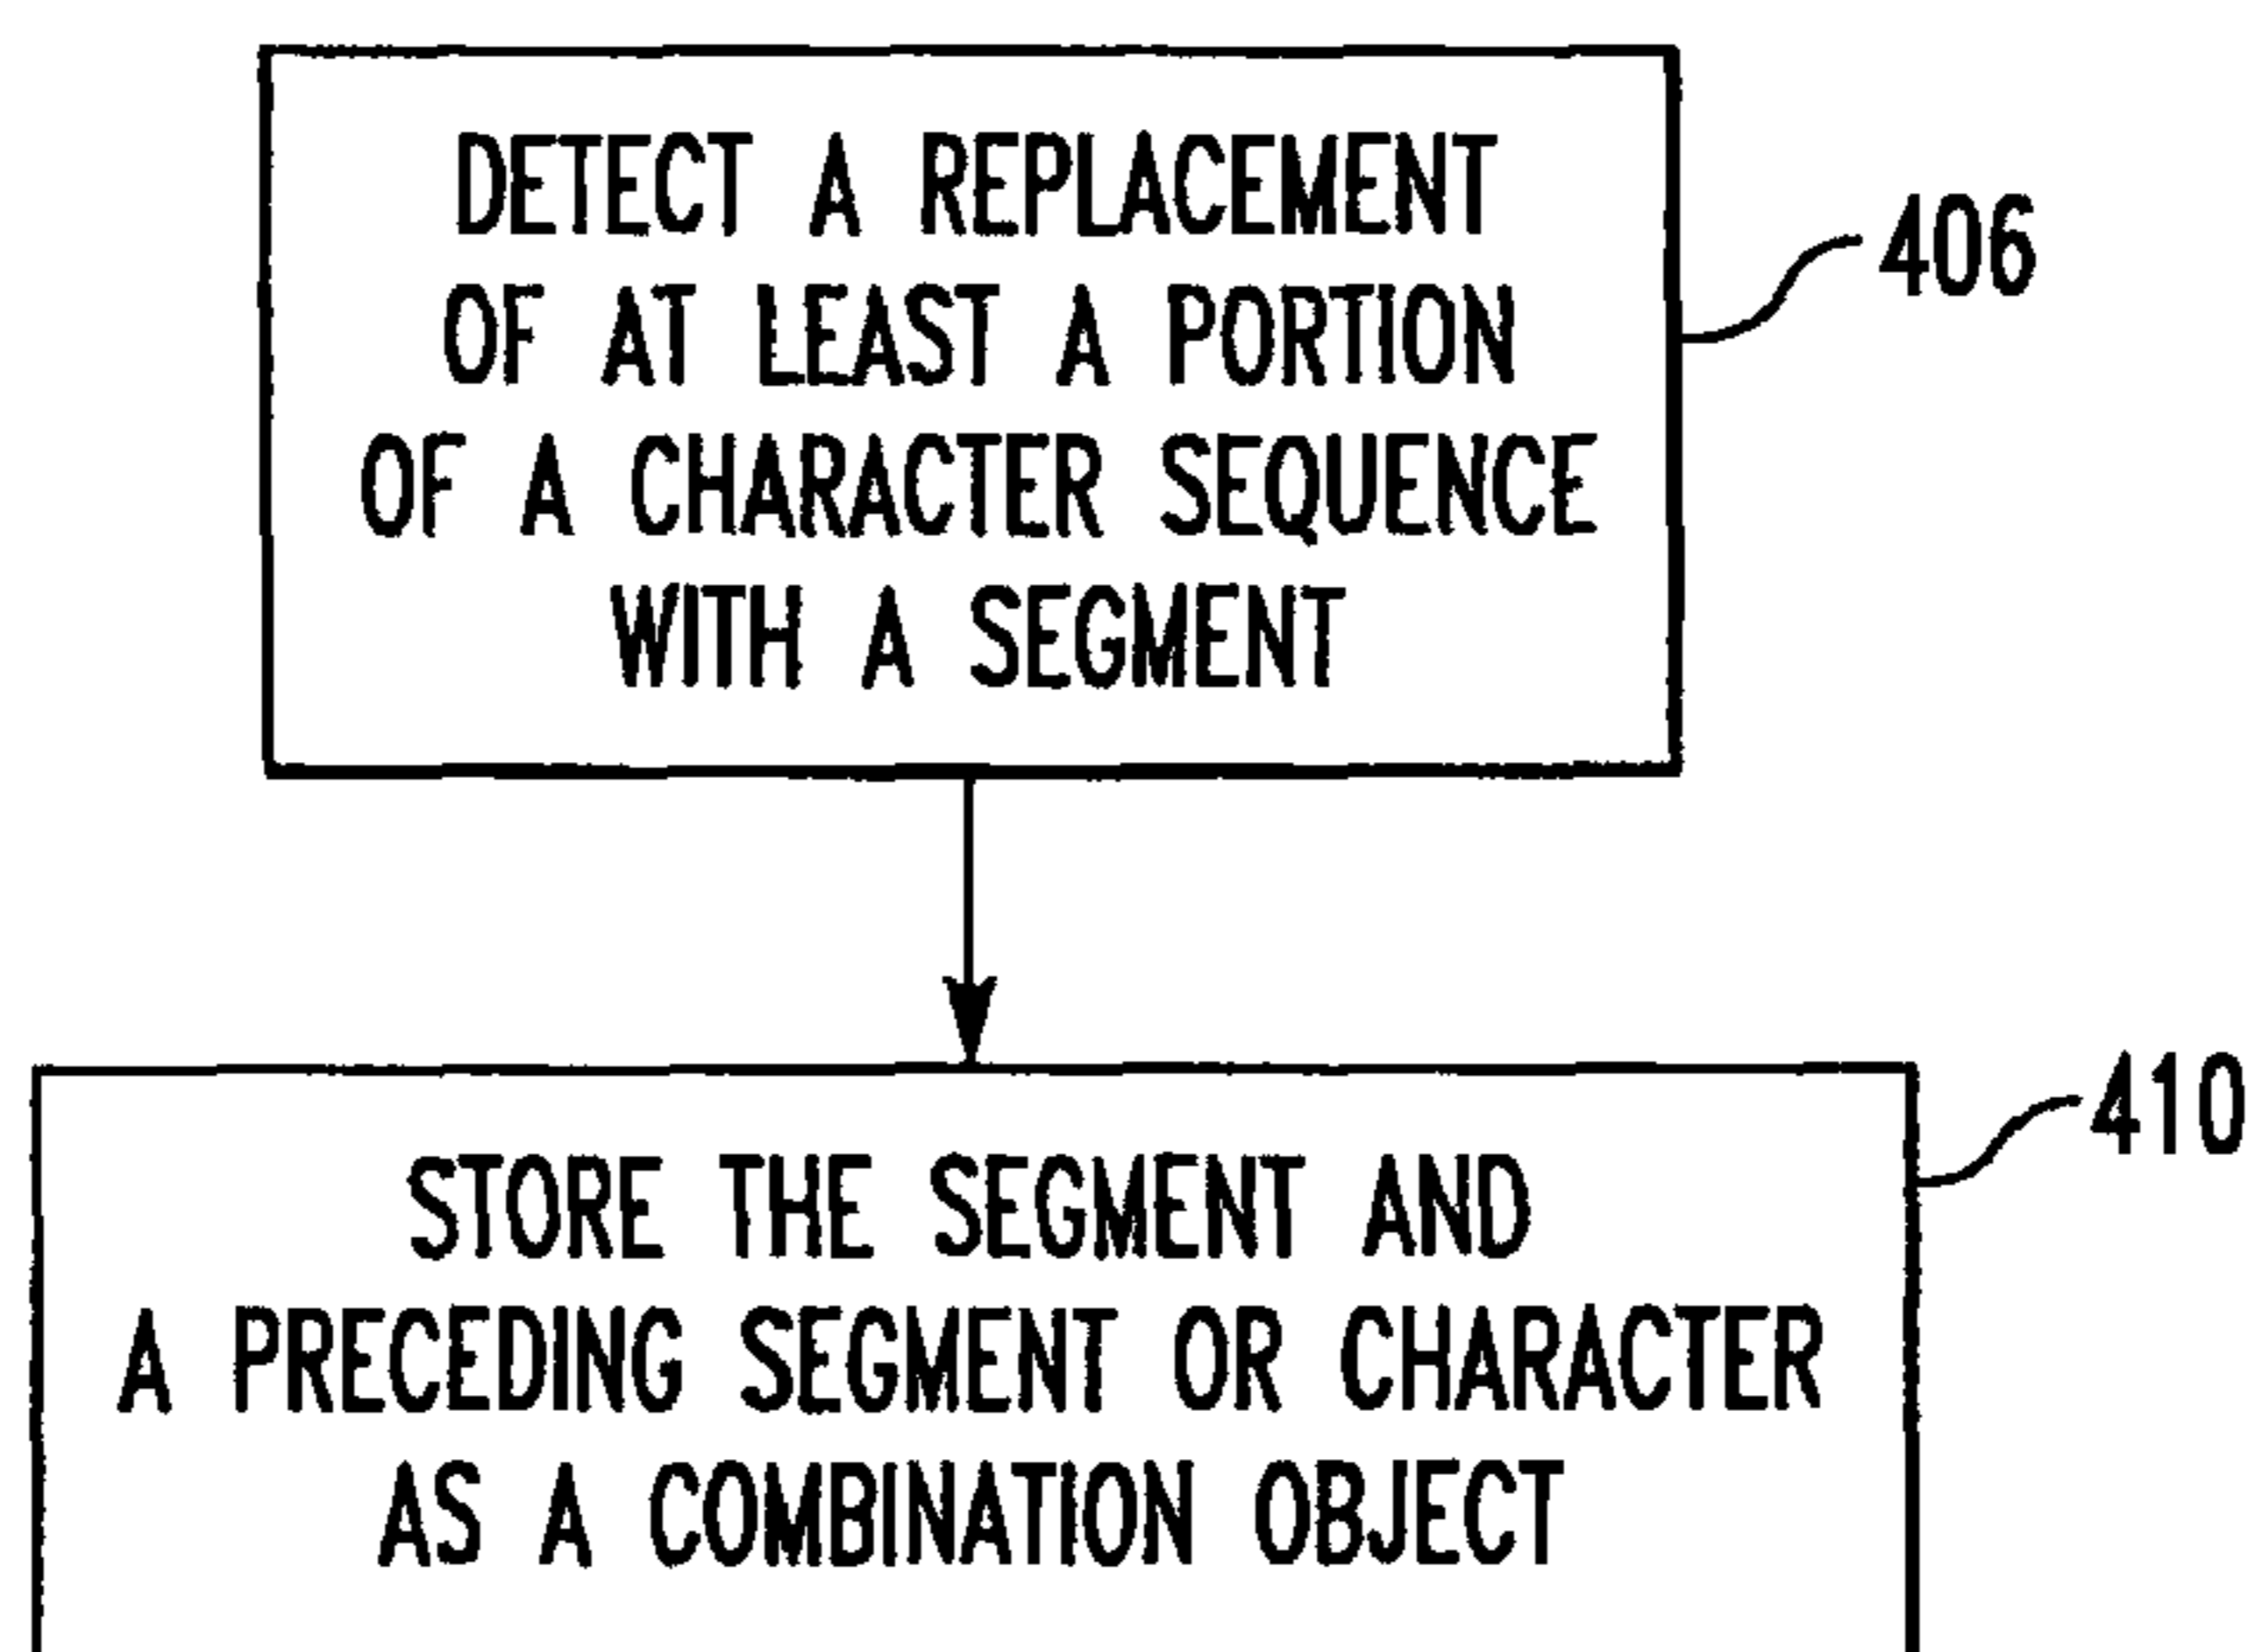 DETECT A REPLACEMENT
OF AT LEAST A PORTION
OF A CHARACTER SEQUENCE
WITH A SEGMENT
406
STORE THE SEGMENT AND
A PRECEDING SEGMENT OR CHARACTER
AS A COMBINATION OBJECT
410